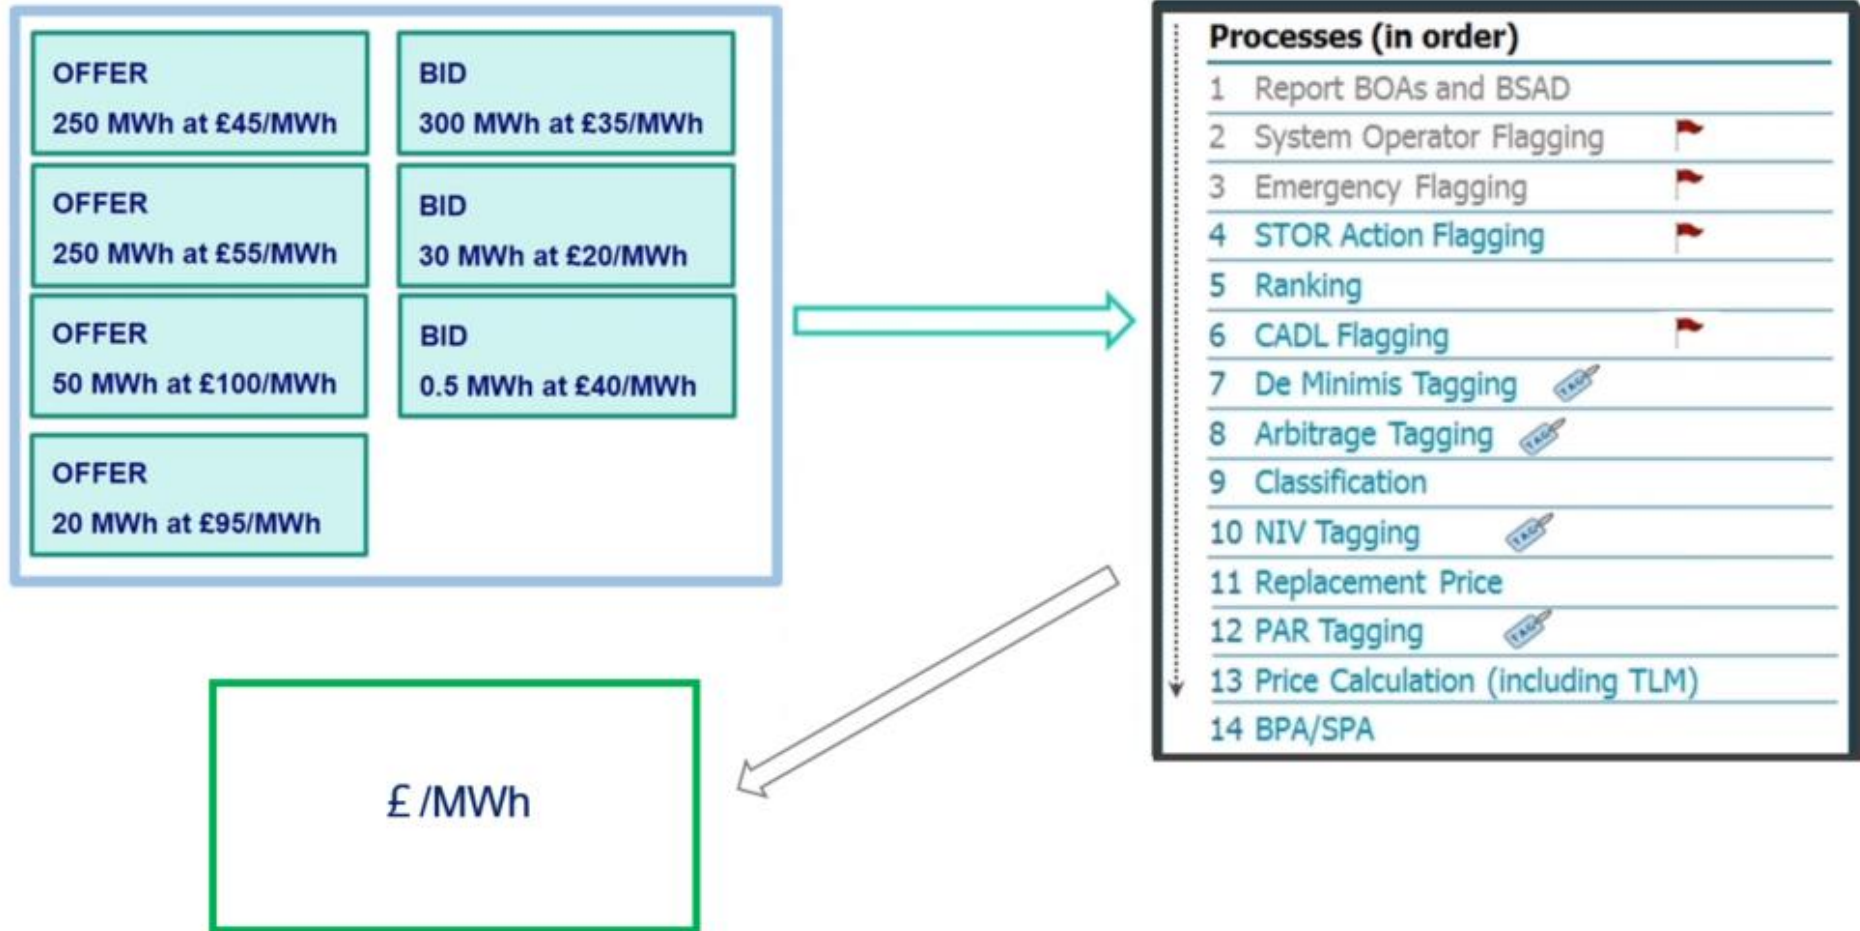 OFFER
250 MWh at £45/MWh
BID
300 MWh at £35/MWh
OFFER
250 MWh at £55/MWh
BID
30 MWh at £20/MWh
OFFER
50 MWh at £100/MWh
BID
0.5 MWh at £40/MWh
OFFER
20 MWh at £95/MWh
Processes (in order)
1 Report BOAs and BSAD
2 System Operator Flagging
3 Emergency Flagging
4 STOR Action Flagging
5 Ranking
6 CADL Flagging
7 De Minimis Tagging TAG
8 Arbitrage Tagging TAG
9 Classification
10 NIV Tagging TAG
11 Replacement Price
12 PAR Tagging TAG
13 Price Calculation (including TLM)
14 BPA/SPA
£ /MWh